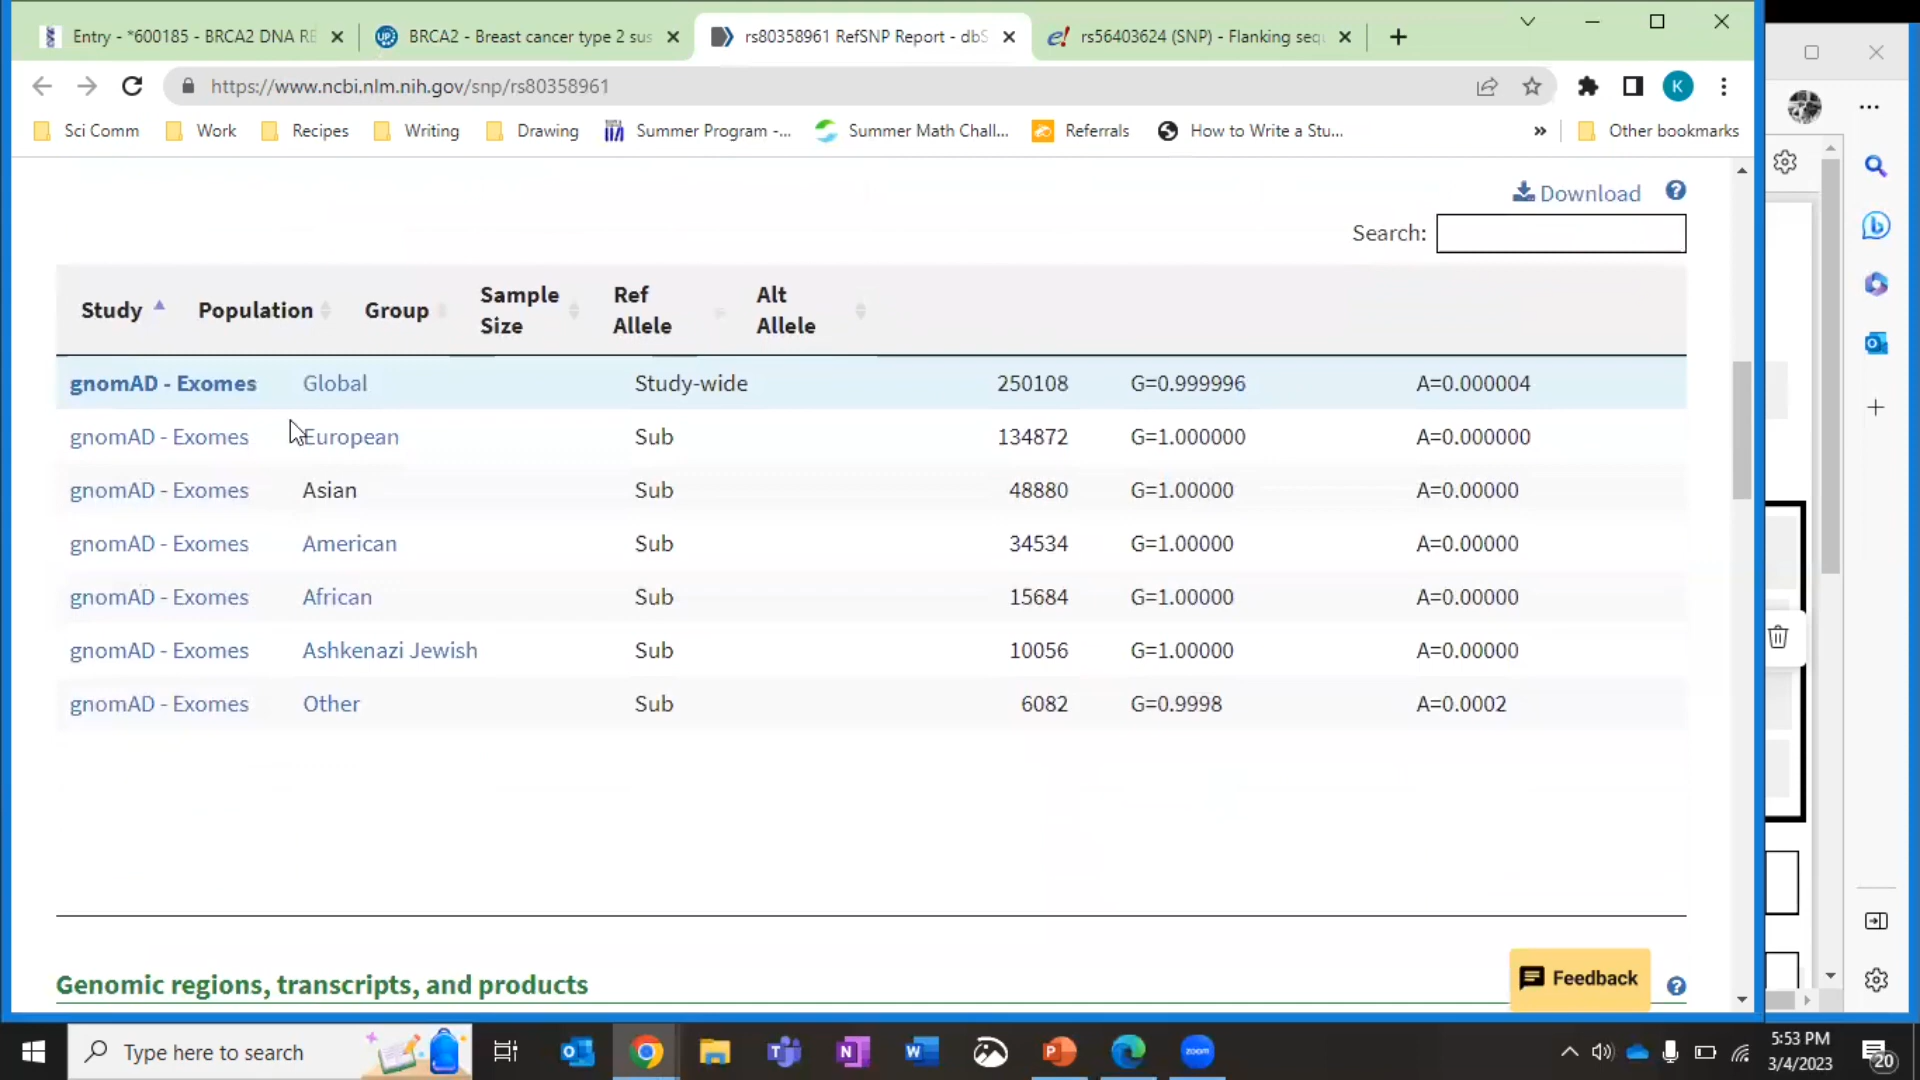 Entry - *600185 - BRCA2 DNA RE
BRCA2 - Breast cancer type 2 sus
rs80358961 RefSNP Report - dbS
rs56403624 (SNP) - Flanking sequ
https://www.ncbi.nlm.nih.gov/snp/rs80358961
K
Sci Comm
Work
Recipes
Writing
Drawing
Summer Program -...
Summer Math Chall...
Referrals
How to Write a Stu...
»
Other bookmarks
Download
Search:
Study Population Group Sample Size Ref Allele Alt Allele
gnomAD - Exomes Global Study-wide 250108 G=0.999996 A=0.000004
gnomAD - Exomes European Sub 134872 G=1.000000 A=0.000000
gnomAD - Exomes Asian Sub 48880 G=1.00000 A=0.00000
gnomAD - Exomes American Sub 34534 G=1.00000 A=0.00000
gnomAD - Exomes African Sub 15684 G=1.00000 A=0.00000
gnomAD - Exomes Ashkenazi Jewish Sub 10056 G=1.00000 A=0.00000
gnomAD - Exomes Other Sub 6082 G=0.9998 A=0.0002
Genomic regions, transcripts, and products
Feedback
Type here to search
zoom
5:53 PM
3/4/2023
20